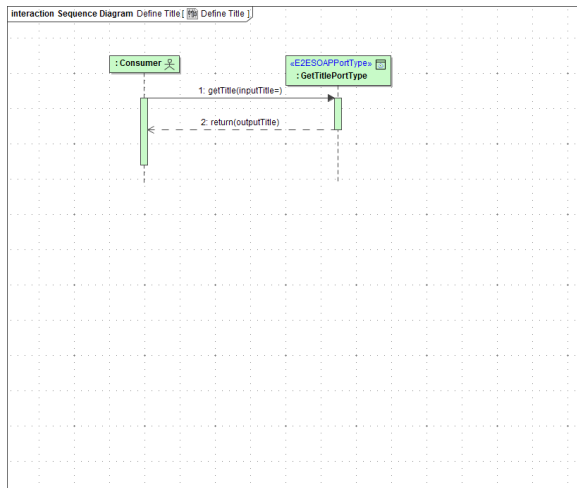 interaction Sequence Diagram Define Title [ Define Title ]
: Consumer
«E2ESOAPPortType»
: GetTitlePortType
1: getTitle(inputTitle=)
2: return(outputTitle)